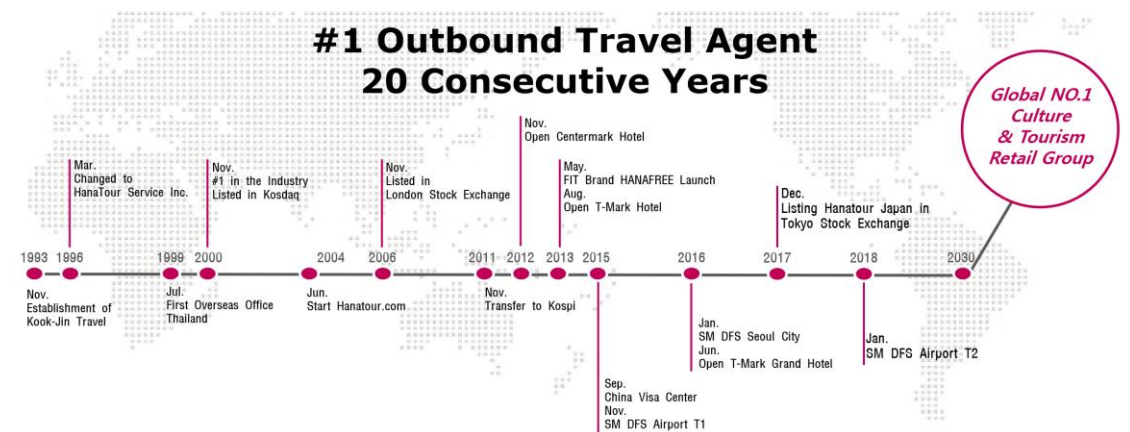 #1 Outbound Travel Agent
20 Consecutive Years
Global NO.1
Culture
& Tourism
Retail Group
1993
Nov.
Establishment of
Kook-Jin Travel
1996
Mar.
Changed to
HanaTour Service Inc.
1999
Jul.
First Overseas Office
Thailand
2000
Nov.
#1 in the Industry
Listed in Kosdaq
2004
Jun.
Start Hanatour.com
2006
Nov.
Listed in
London Stock Exchange
2011
Nov.
Transfer to Kospi
2012
Nov.
Open Centermark Hotel
2013
May.
FIT Brand HANAFREE Launch
Aug.
Open T-Mark Hotel
2015
Sep.
China Visa Center
Nov.
SM DFS Airport T1
2016
Jan.
SM DFS Seoul City
Jun.
Open T-Mark Grand Hotel
2017
Dec.
Listing Hanatour Japan in
Tokyo Stock Exchange
2018
Jan.
SM DFS Airport T2
2030